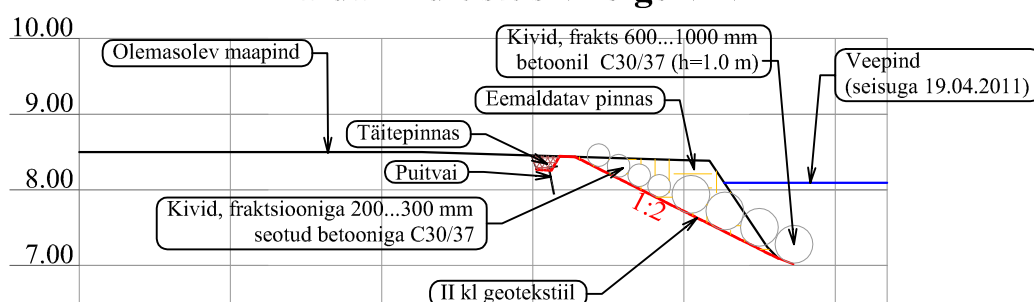 10.00
Olemasolev maapind
Kivid, frakts 600...1000 mm
betoonil C30/37 (h=1.0 m)
Veepind
(seisuga 19.04.2011)
9.00
Eemaldatav pinnas
Täitepinnas
Puitvai
8.00
Kivid, fraktsiooniga 200...300 mm
seotud betooniga C30/37
1:2
7.00
II kl geotekstiil